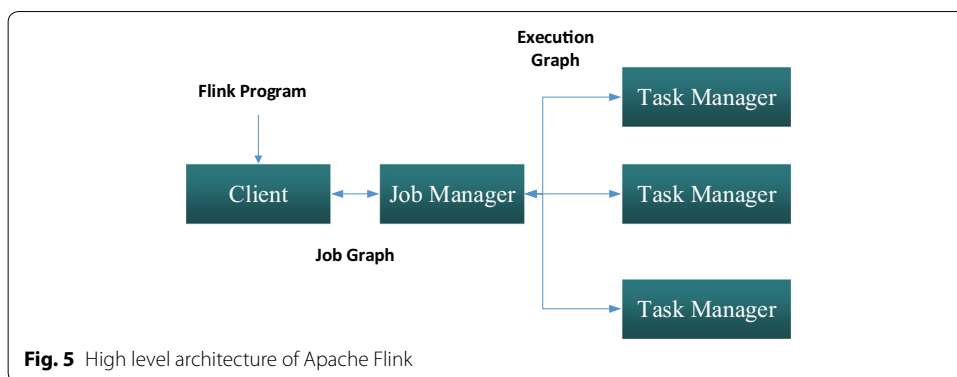 Execution
Graph
Task Manager
Flink Program
Client
Job Manager
Task Manager
Job Graph
Task Manager
Fig. 5 High level architecture of Apache Flink